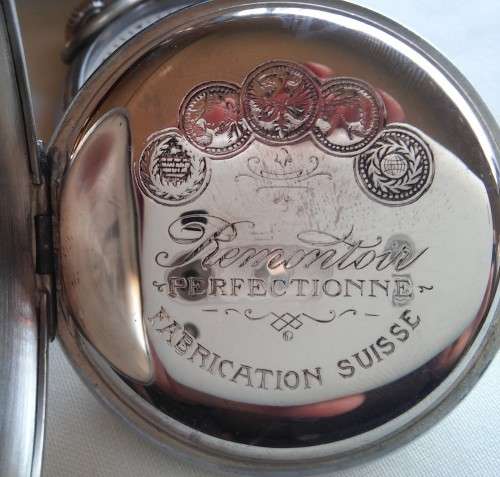 Remontoir
PERFECTIONNE
FABRICATION SUISSE